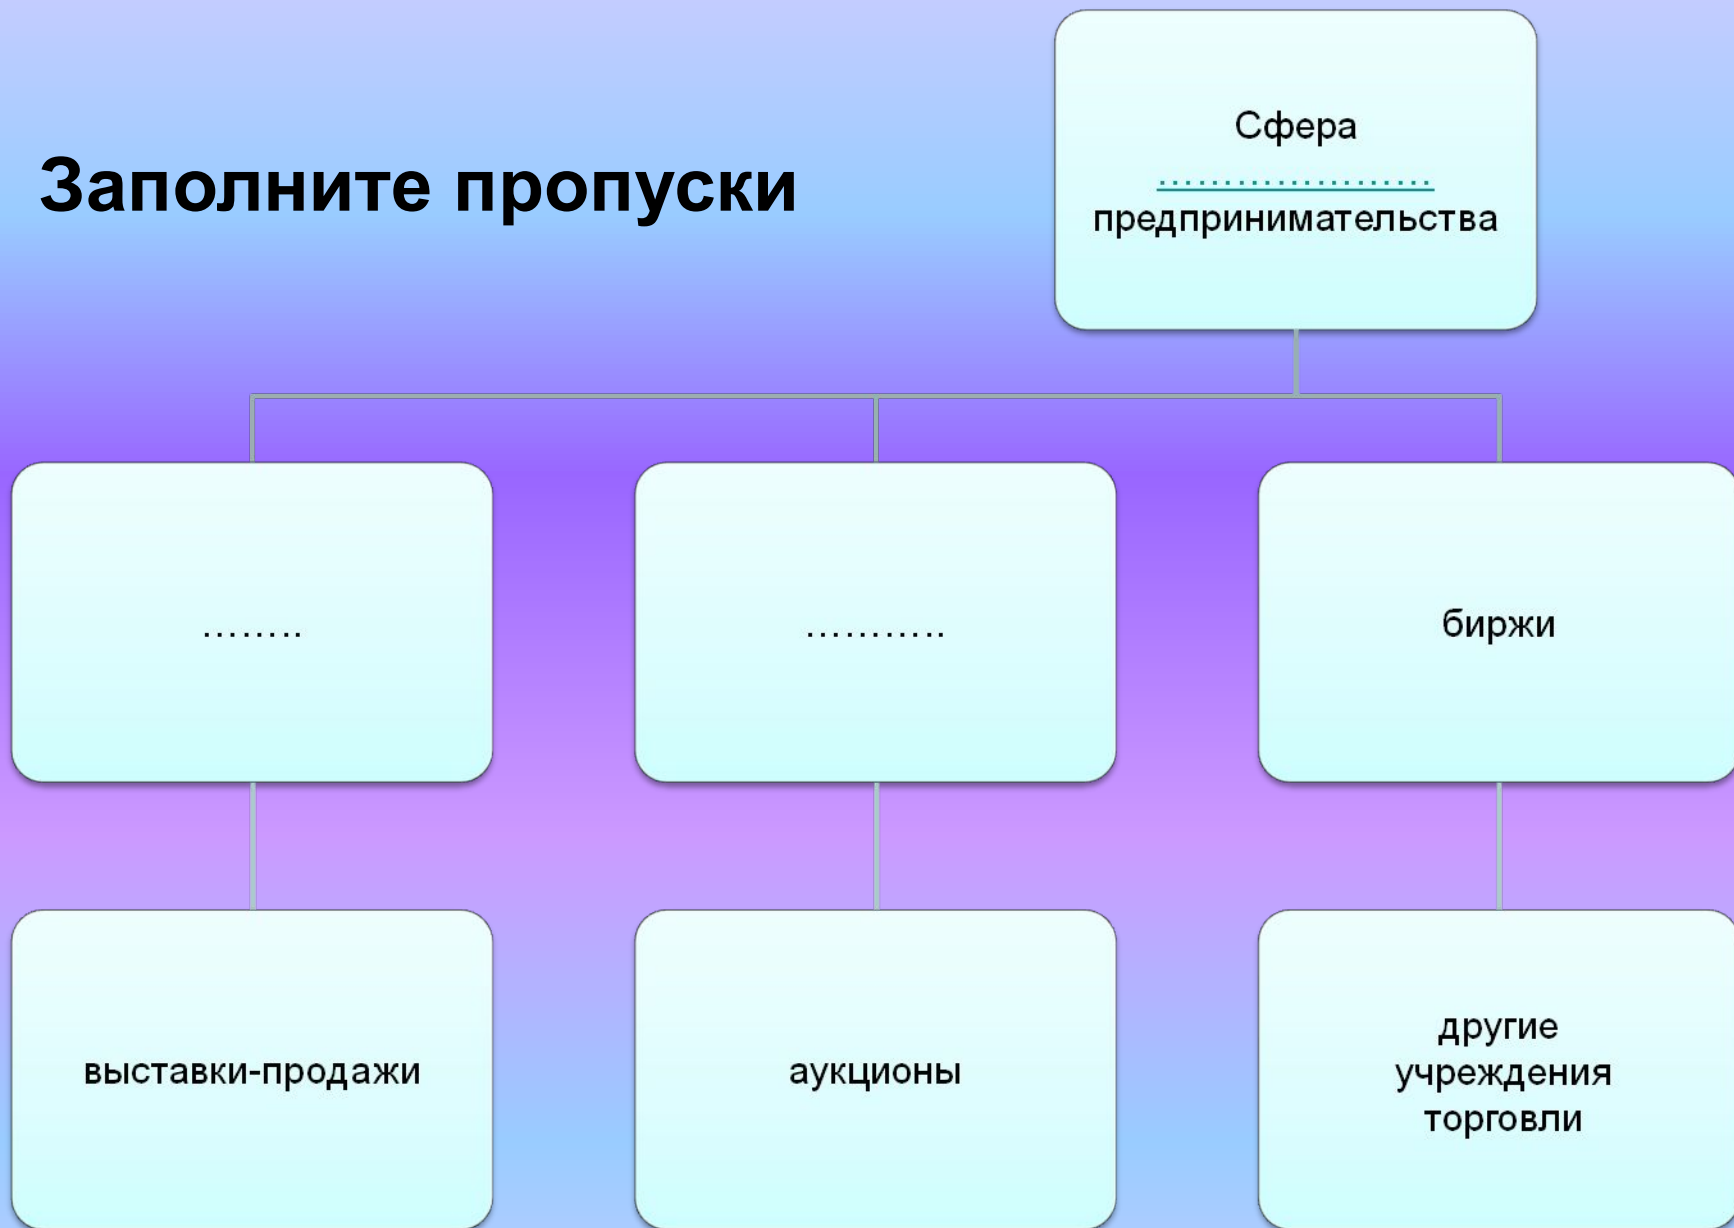 Заполните пропуски
Сфера
…………………
предпринимательства
……..
………..
биржи
выставки-продажи
аукционы
другие
учреждения
торговли